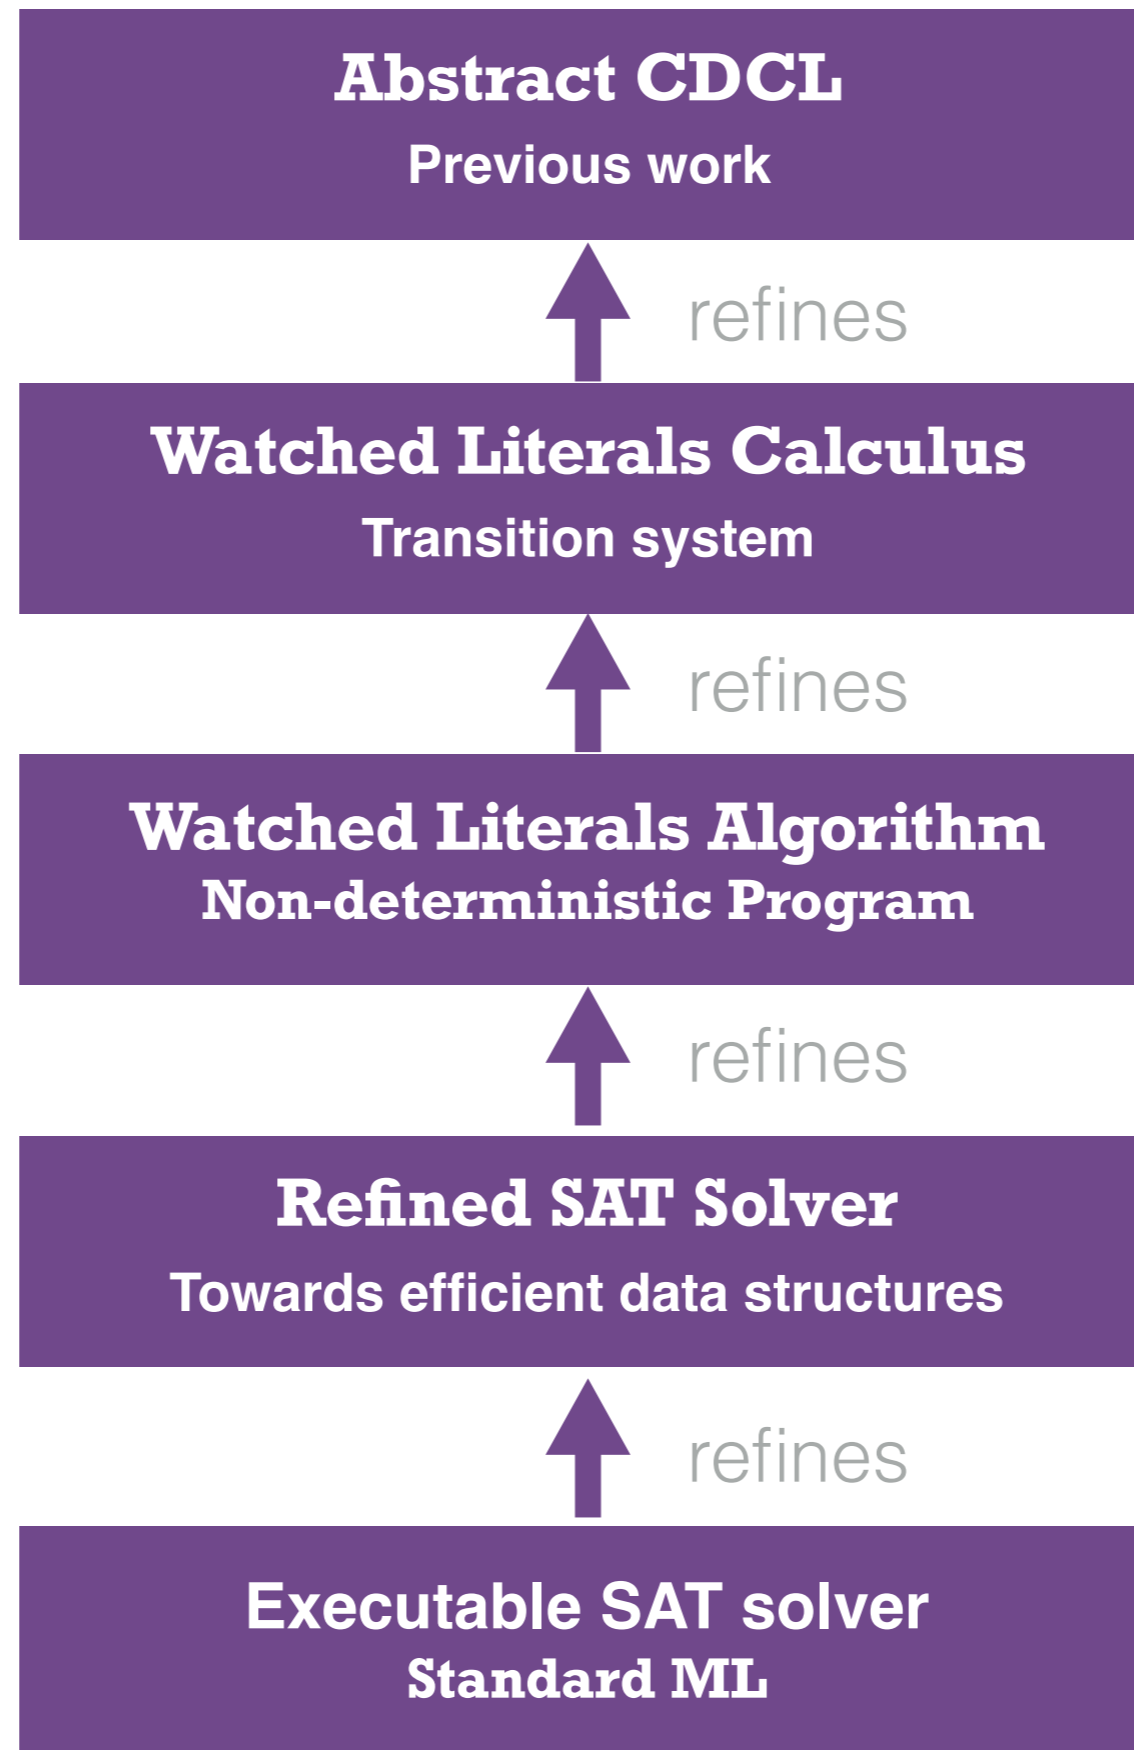 Abstract CDCL
Previous work
refines
Watched Literals Calculus
Transition system
refines
Watched Literals Algorithm
Non-deterministic Program
refines
Refined SAT Solver
Towards efficient data structures
refines
Executable SAT solver
Standard ML